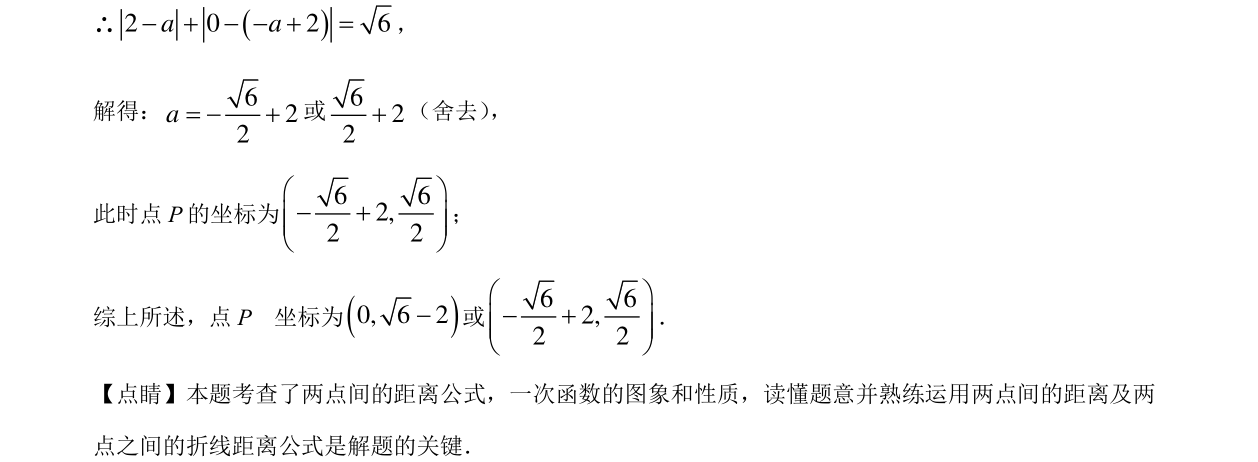 ∴|2−a|+|0−(−a+2)|=√6，
解得：a=−√6/2+2或√6/2+2（舍去），
此时点P的坐标为(−√6/2+2,√6/2)；
综上所述，点P 坐标为(0,√6−2)或(−√6/2+2,√6/2)．
【点睛】本题考查了两点间的距离公式，一次函数的图象和性质，读懂题意并熟练运用两点间的距离及两
点之间的折线距离公式是解题的关键．